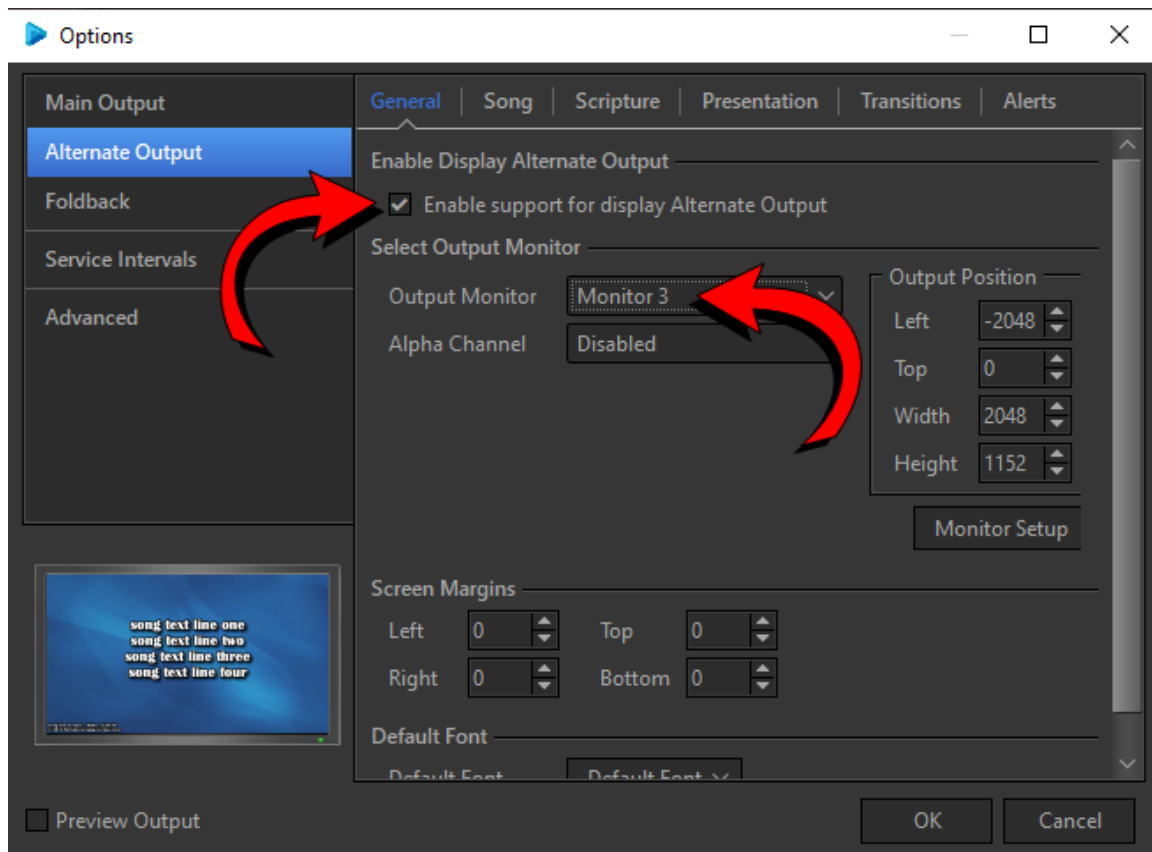 Options
Main Output
Alternate Output
Foldback
Service Intervals
Advanced
General
Song
Scripture
Presentation
Transitions
Alerts
Enable Display Alternate Output
Enable support for display Alternate Output
Select Output Monitor
Output Monitor
Monitor 3
Alpha Channel
Disabled
Output Position
Left
-2048
Top
0
Width
2048
Height
1152
Monitor Setup
Screen Margins
Left
0
Top
0
Right
0
Bottom
0
Default Font
Default Font
Default Font
song text line one
song text line two
song text line three
song text line four
Preview Output
OK
Cancel